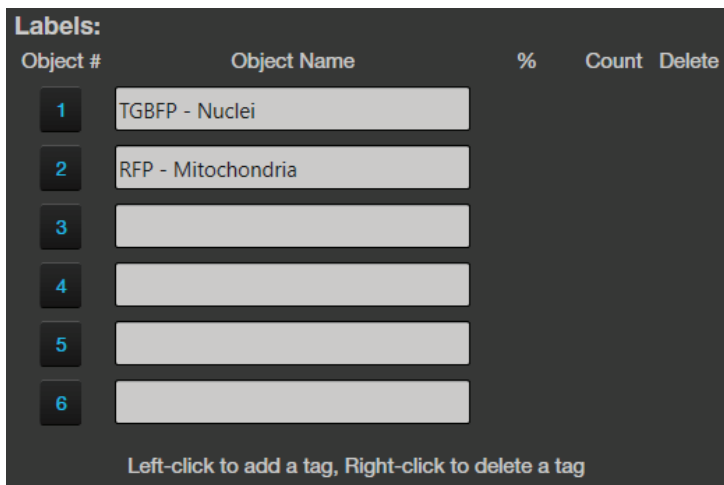 Labels:
Object # Object Name % Count Delete
1 TGBFP - Nuclei
2 RFP - Mitochondria
3
4
5
6
Left-click to add a tag, Right-click to delete a tag